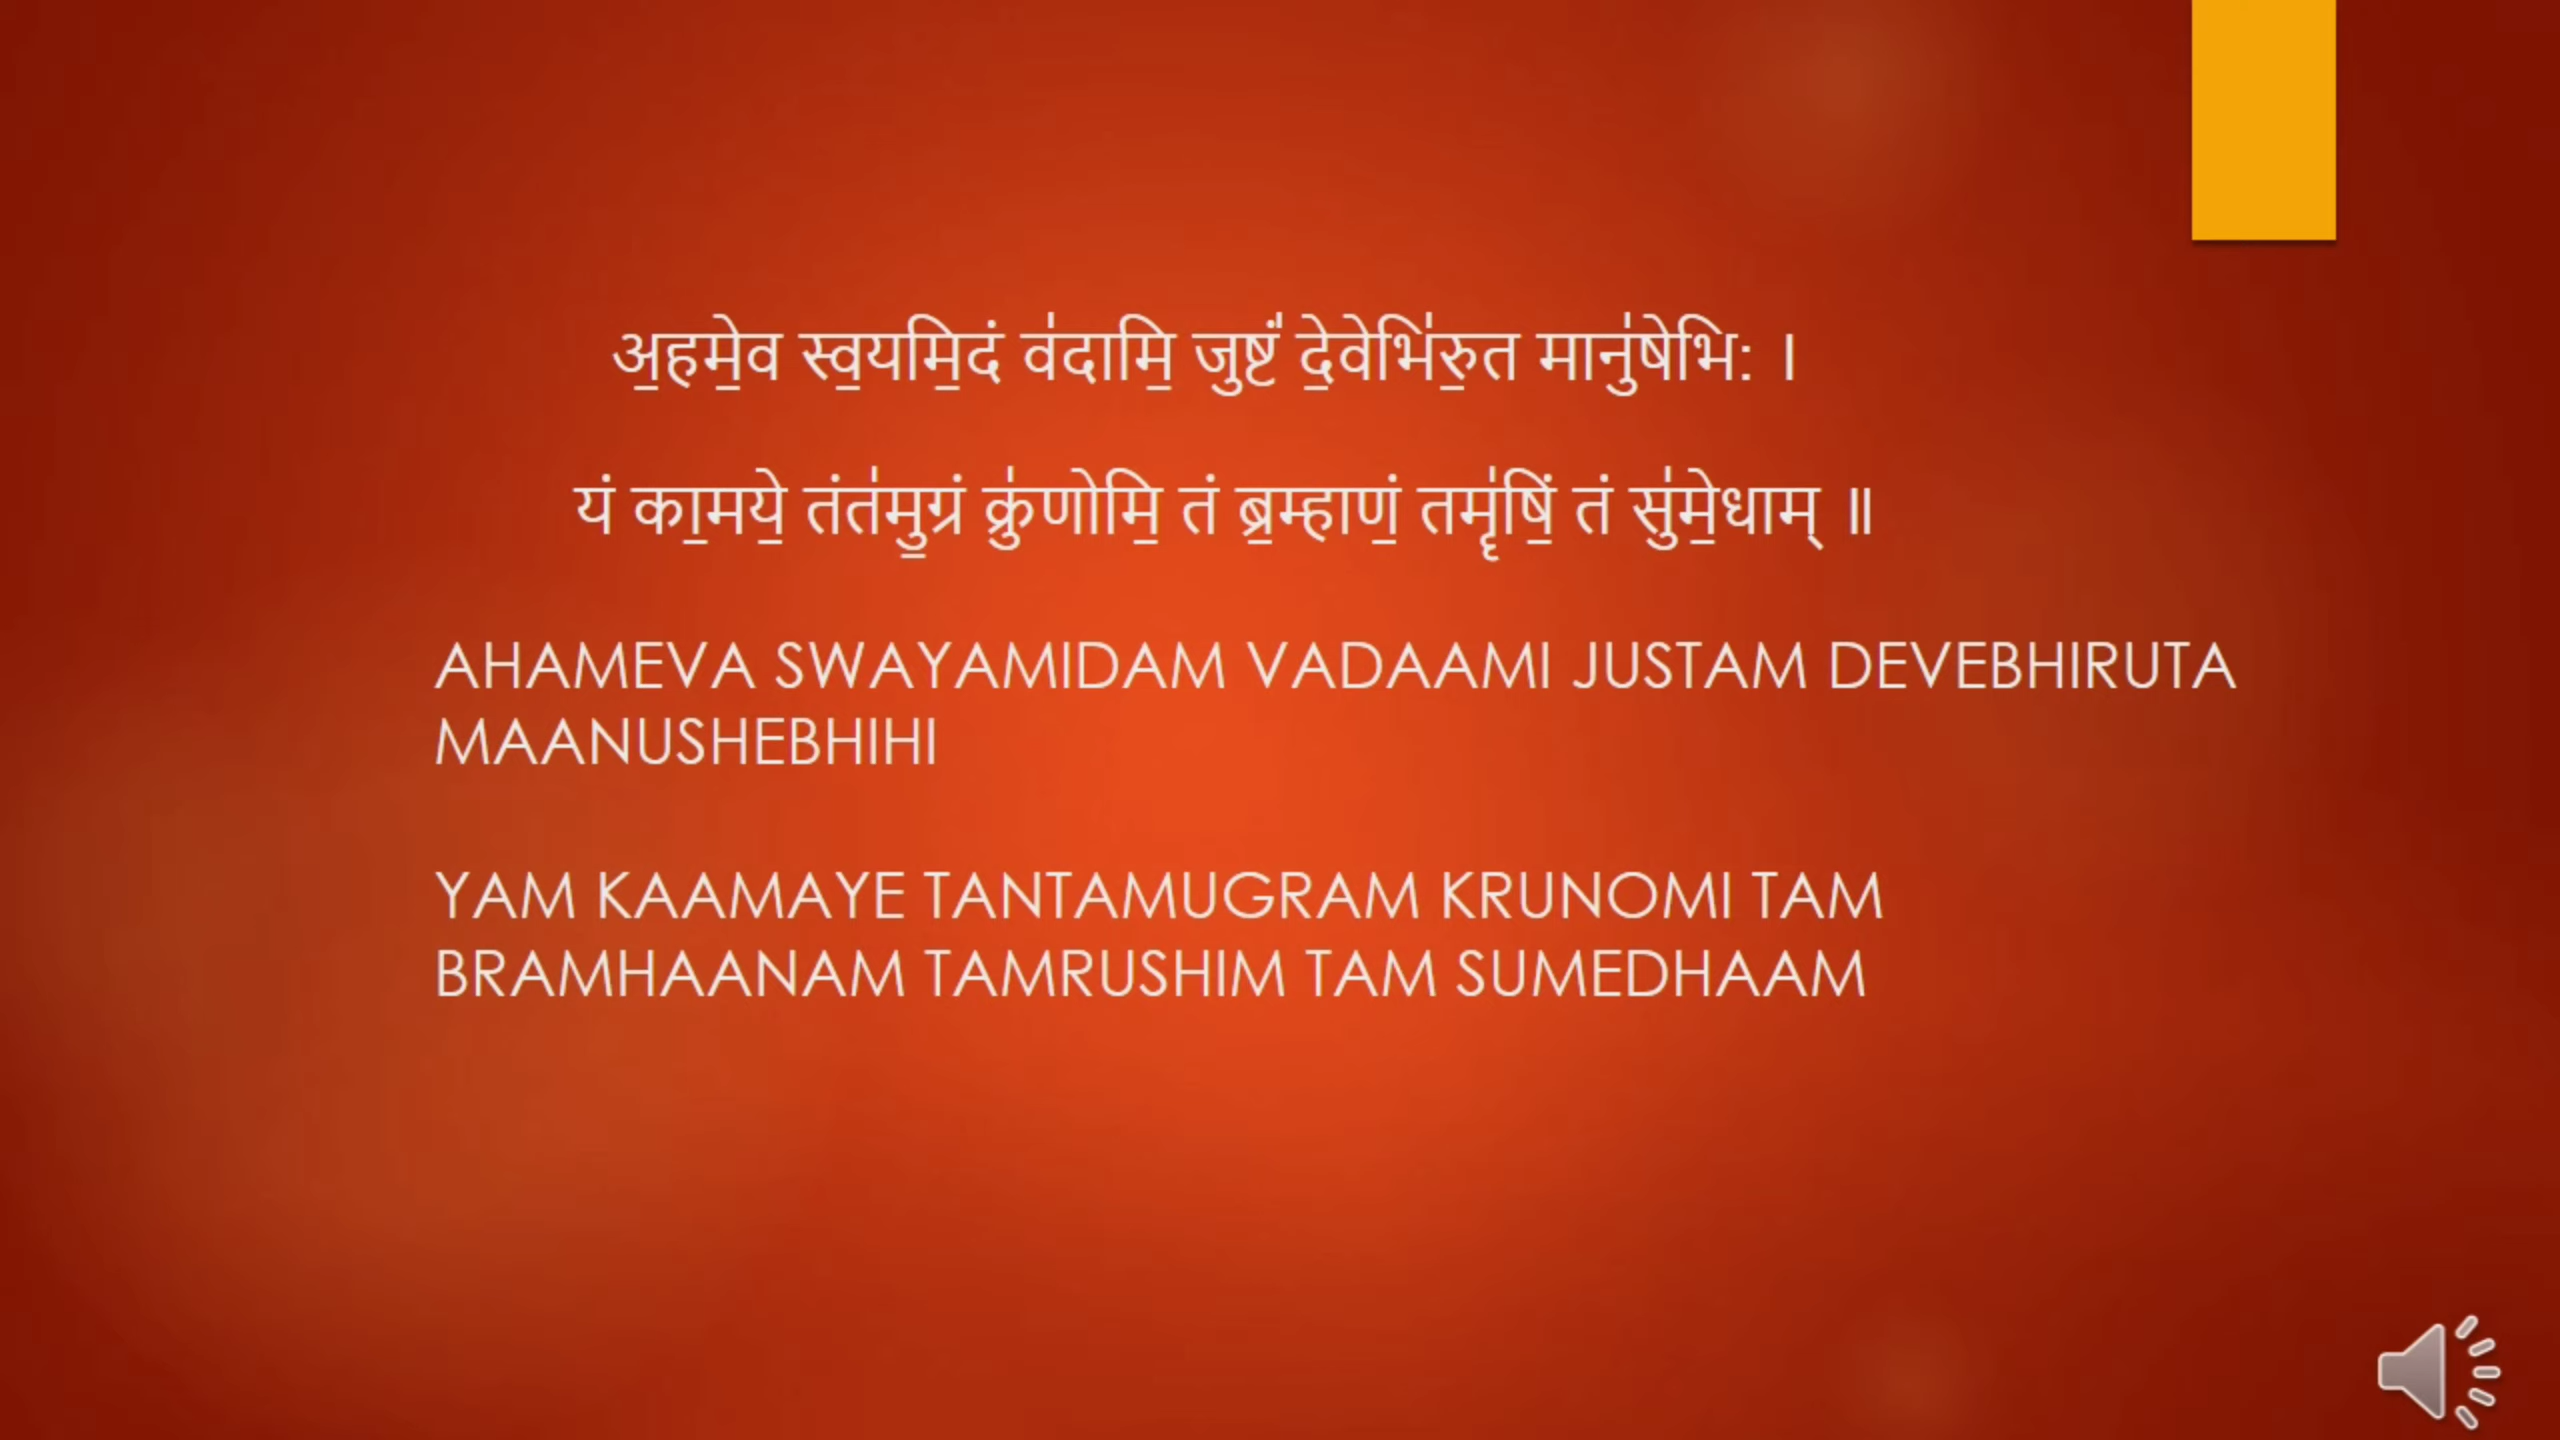 अ॒हमे॒व स्व॒यमि॒दं व॑दामि॒ जुष्टं॑ दे॒वेभि॑रु॒त मानु॑षेभि: ।
यं का॒मये॒ तंत॑मु॒ग्रं क्रु॑णोमि॒ तं ब्र॒म्हाणं॒ तमृ॑षिं॒ तं सु॑मे॒धाम् ॥
AHAMEVA SWAYAMIDAM VADAAMI JUSTAM DEVEBHIRUTA
MAANUSHEBHIHI
YAM KAAMAYE TANTAMUGRAM KRUNOMI TAM
BRAMHAANAM TAMRUSHIM TAM SUMEDHAAM